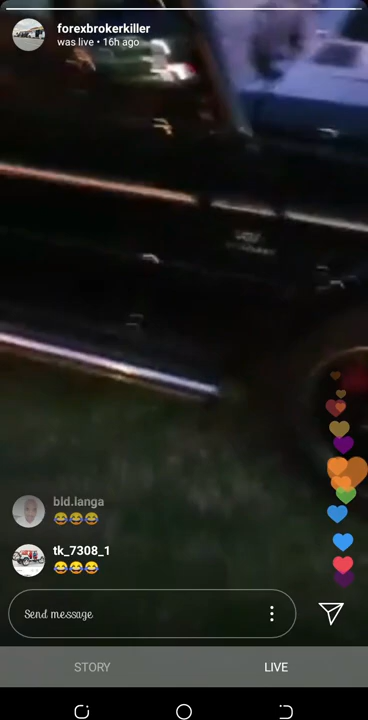 forexbrokerkiller
was live • 16h ago
bld.langa
😂😂😂
tk_7308_1
😂😂😂
Send message
STORY
LIVE